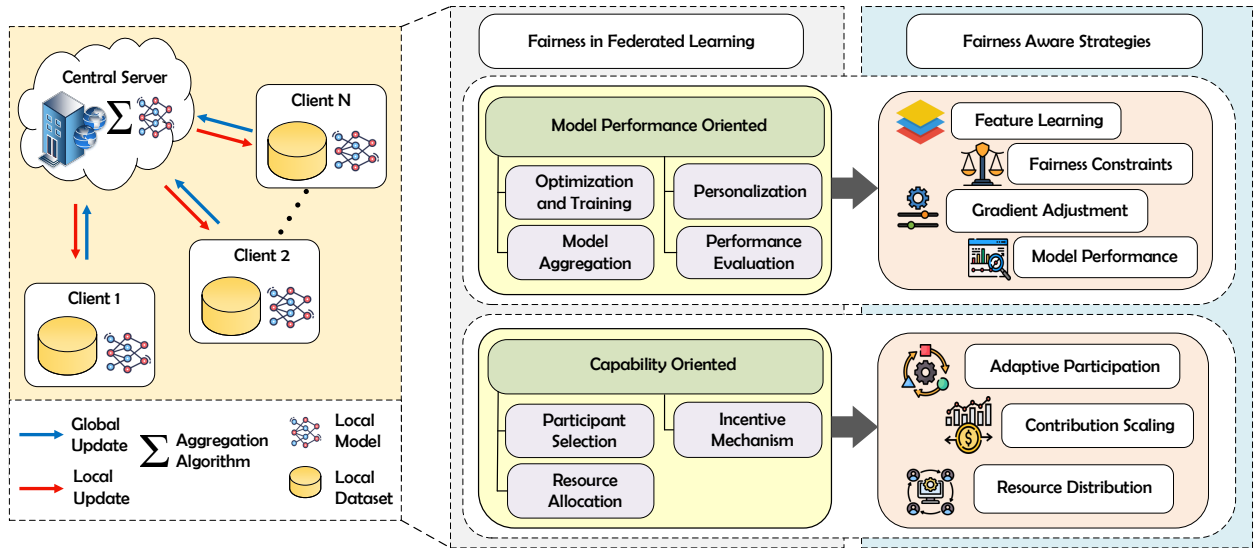 Central Server
Σ
Client N
Client 2
Client 1
Global
Update
Local
Update
Σ
Aggregation
Algorithm
Local
Model
Local
Dataset
Fairness in Federated Learning
Fairness Aware Strategies
Model Performance Oriented
Optimization
and Training
Personalization
Model
Aggregation
Performance
Evaluation
Feature Learning
Fairness Constraints
Gradient Adjustment
Model Performance
Capability Oriented
Participant
Selection
Incentive
Mechanism
Resource
Allocation
Adaptive Participation
$
Contribution Scaling
Resource Distribution